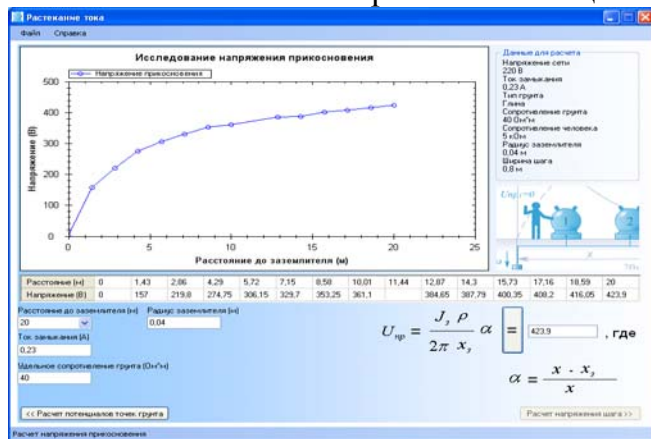 Растекание тока
Файл Справка
Исследование напряжения прикосновения
Напряжение прикосновения
Напряжение (В)
500
400
300
200
100
0
0 5 10 15 20 25
Расстояние до заземлителя (м)
Данные для расчета
Напряжение сети
220 В
Ток замыкания
0,23 А
Тип грунта
Глина
Сопротивление грунта
40 Ом*м
Сопротивление человека
5 кОм
Радиус заземлителя
0,04 м
Ширина шага
0,8 м
1 2
x
Расстояние (м) 0 1,43 2,86 4,29 5,72 7,15 8,58 10,01 11,44 12,87 14,3 15,73 17,16 18,59 20
Напряжение (В) 0 157 219,8 274,75 306,15 329,7 353,25 361,1 384,65 387,79 400,35 408,2 416,05 423,9
Расстояние до заземлителя (м) Радиус заземлителя (м)
20 0,04
Ток замыкания (А)
0,23
Удельное сопротивление грунта (Ом*м)
40
U пр = J з ρ / 2π x з α = 423,9 , где
α = x - x з / x
<< Расчет потенциалов точек грунта
Расчет напряжения шага >>
Расчет напряжения прикосновения